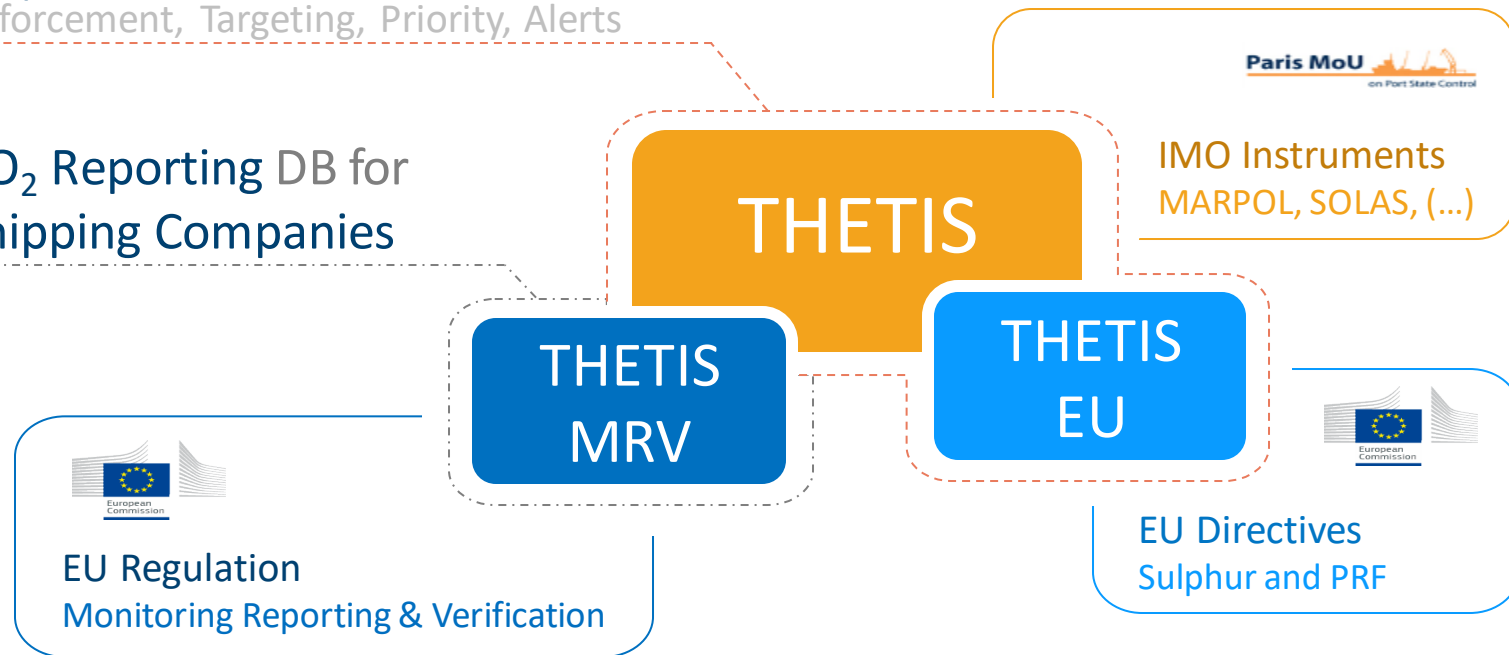 forcement, Targeting, Priority, Alerts
Paris MoU
on Port State Control
O₂ Reporting DB for
hipping Companies
IMO Instruments
MARPOL, SOLAS, (...)
THETIS
THETIS
MRV
THETIS
EU
European
Commission
EU Regulation
Monitoring Reporting & Verification
European
Commission
EU Directives
Sulphur and PRF